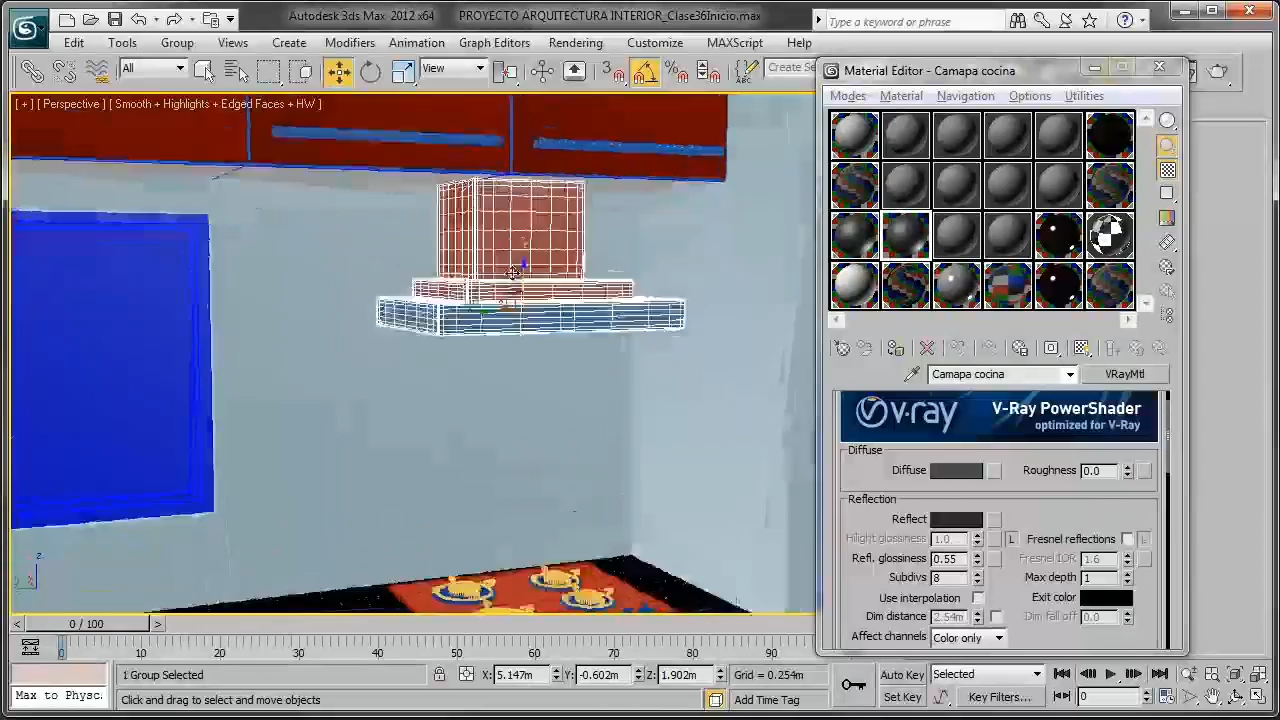 Autodesk 3ds Max 2012 x64 PROYECTO ARQUITECTURA INTERIOR_Clase36Inicio.max
Type a keyword or phrase
Edit Tools Group Views Create Modifiers Animation Graph Editors Rendering Customize MAXScript Help
All View 3 Create Se
Material Editor - Camapa cocina
Modes Material Navigation Options Utilities
[ + ] [ Perspective ] [ Smooth + Highlights + Edged Faces + HW ]
Camapa cocina VRayMtl
v·ray V-Ray PowerShader
optimized for V-Ray
Diffuse
Diffuse Roughness 0.0
Reflection
Reflect
Hilight glossiness 1.0 L Fresnel reflections L
Refl. glossiness 0.55 Fresnel IOR 1.6
Subdivs 8 Max depth 1
Use interpolation Exit color
Dim distance 2.54m Dim fall off 0.0
Affect channels Color only
z
x
< 0 / 100 >
0 10 20 30 40 50 60 70 80 90
1 Group Selected X: 5.147m Y: -0.602m Z: 1.902m Grid = 0.254m Auto Key Selected
Max to Physc. Click and drag to select and move objects Add Time Tag Set Key Key Filters... 0